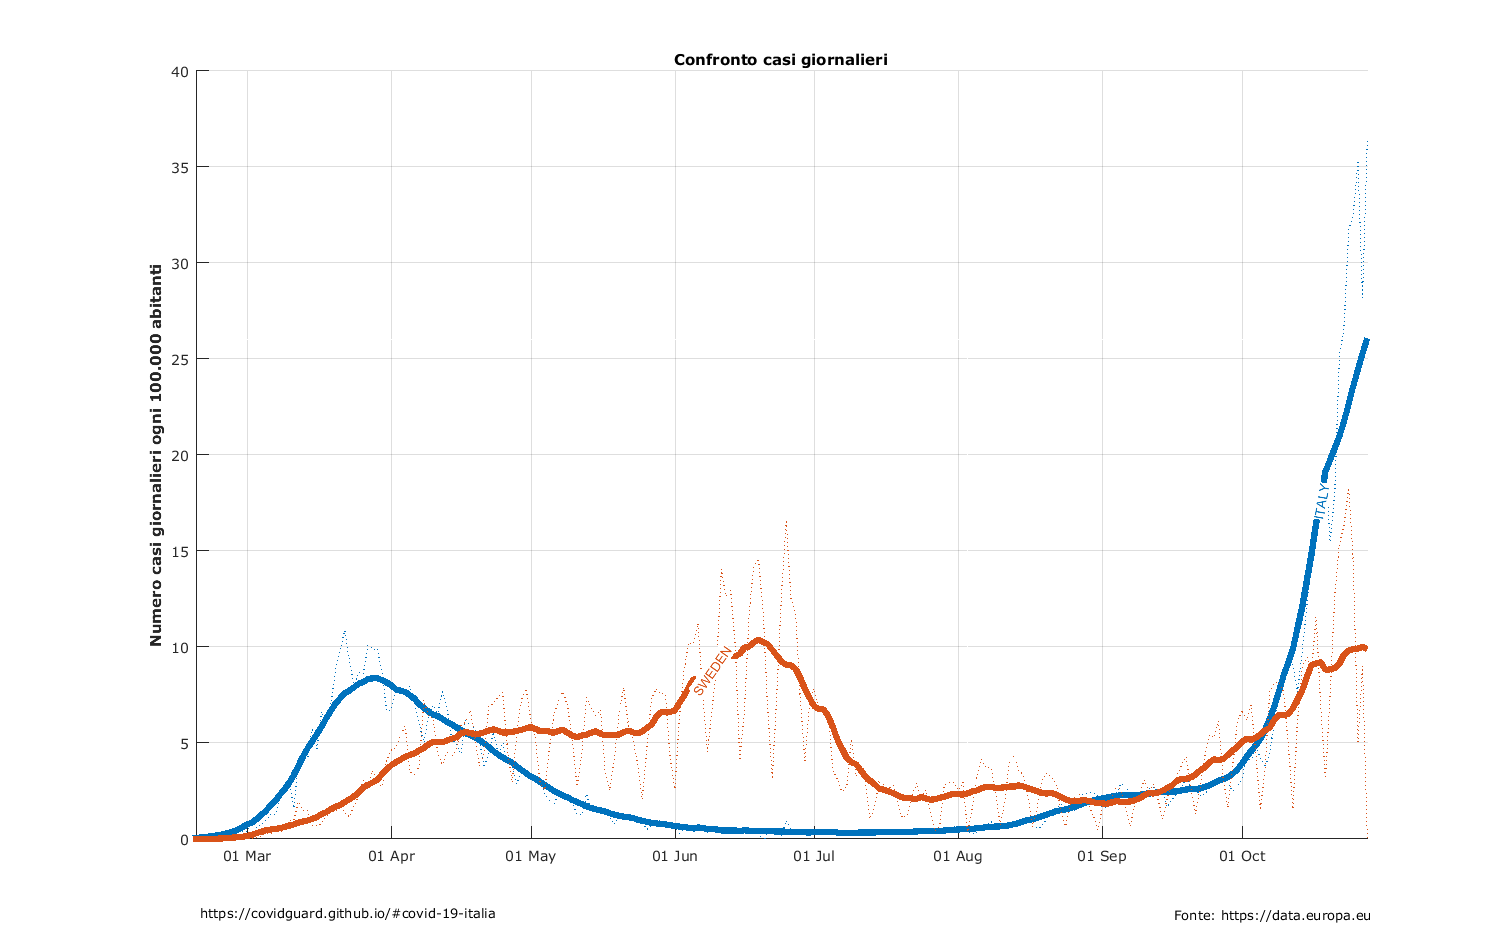 Confronto casi giornalieri
Numero casi giornalieri ogni 100.000 abitanti
40
35
30
25
20
15
10
5
0
SWEDEN
ITALY
01 Mar
01 Apr
01 May
01 Jun
01 Jul
01 Aug
01 Sep
01 Oct
https://covidguard.github.io/#covid-19-italia
Fonte: https://data.europa.eu